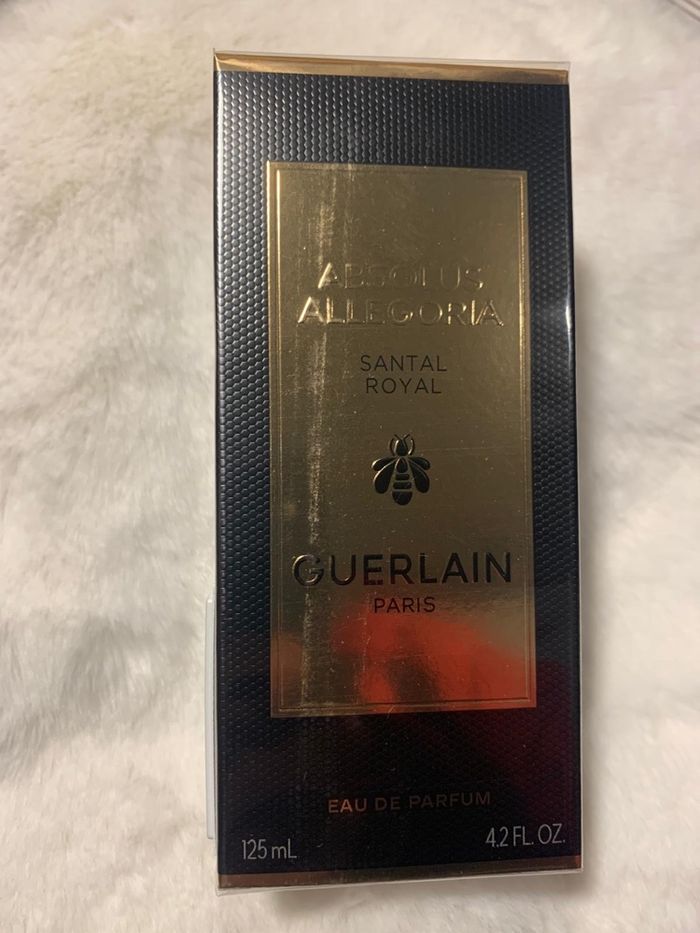 ABSOLUS
ALLEGORIA
SANTAL
ROYAL
GUERLAIN
PARIS
EAU DE PARFUM
125 mL
4.2 FL. OZ.